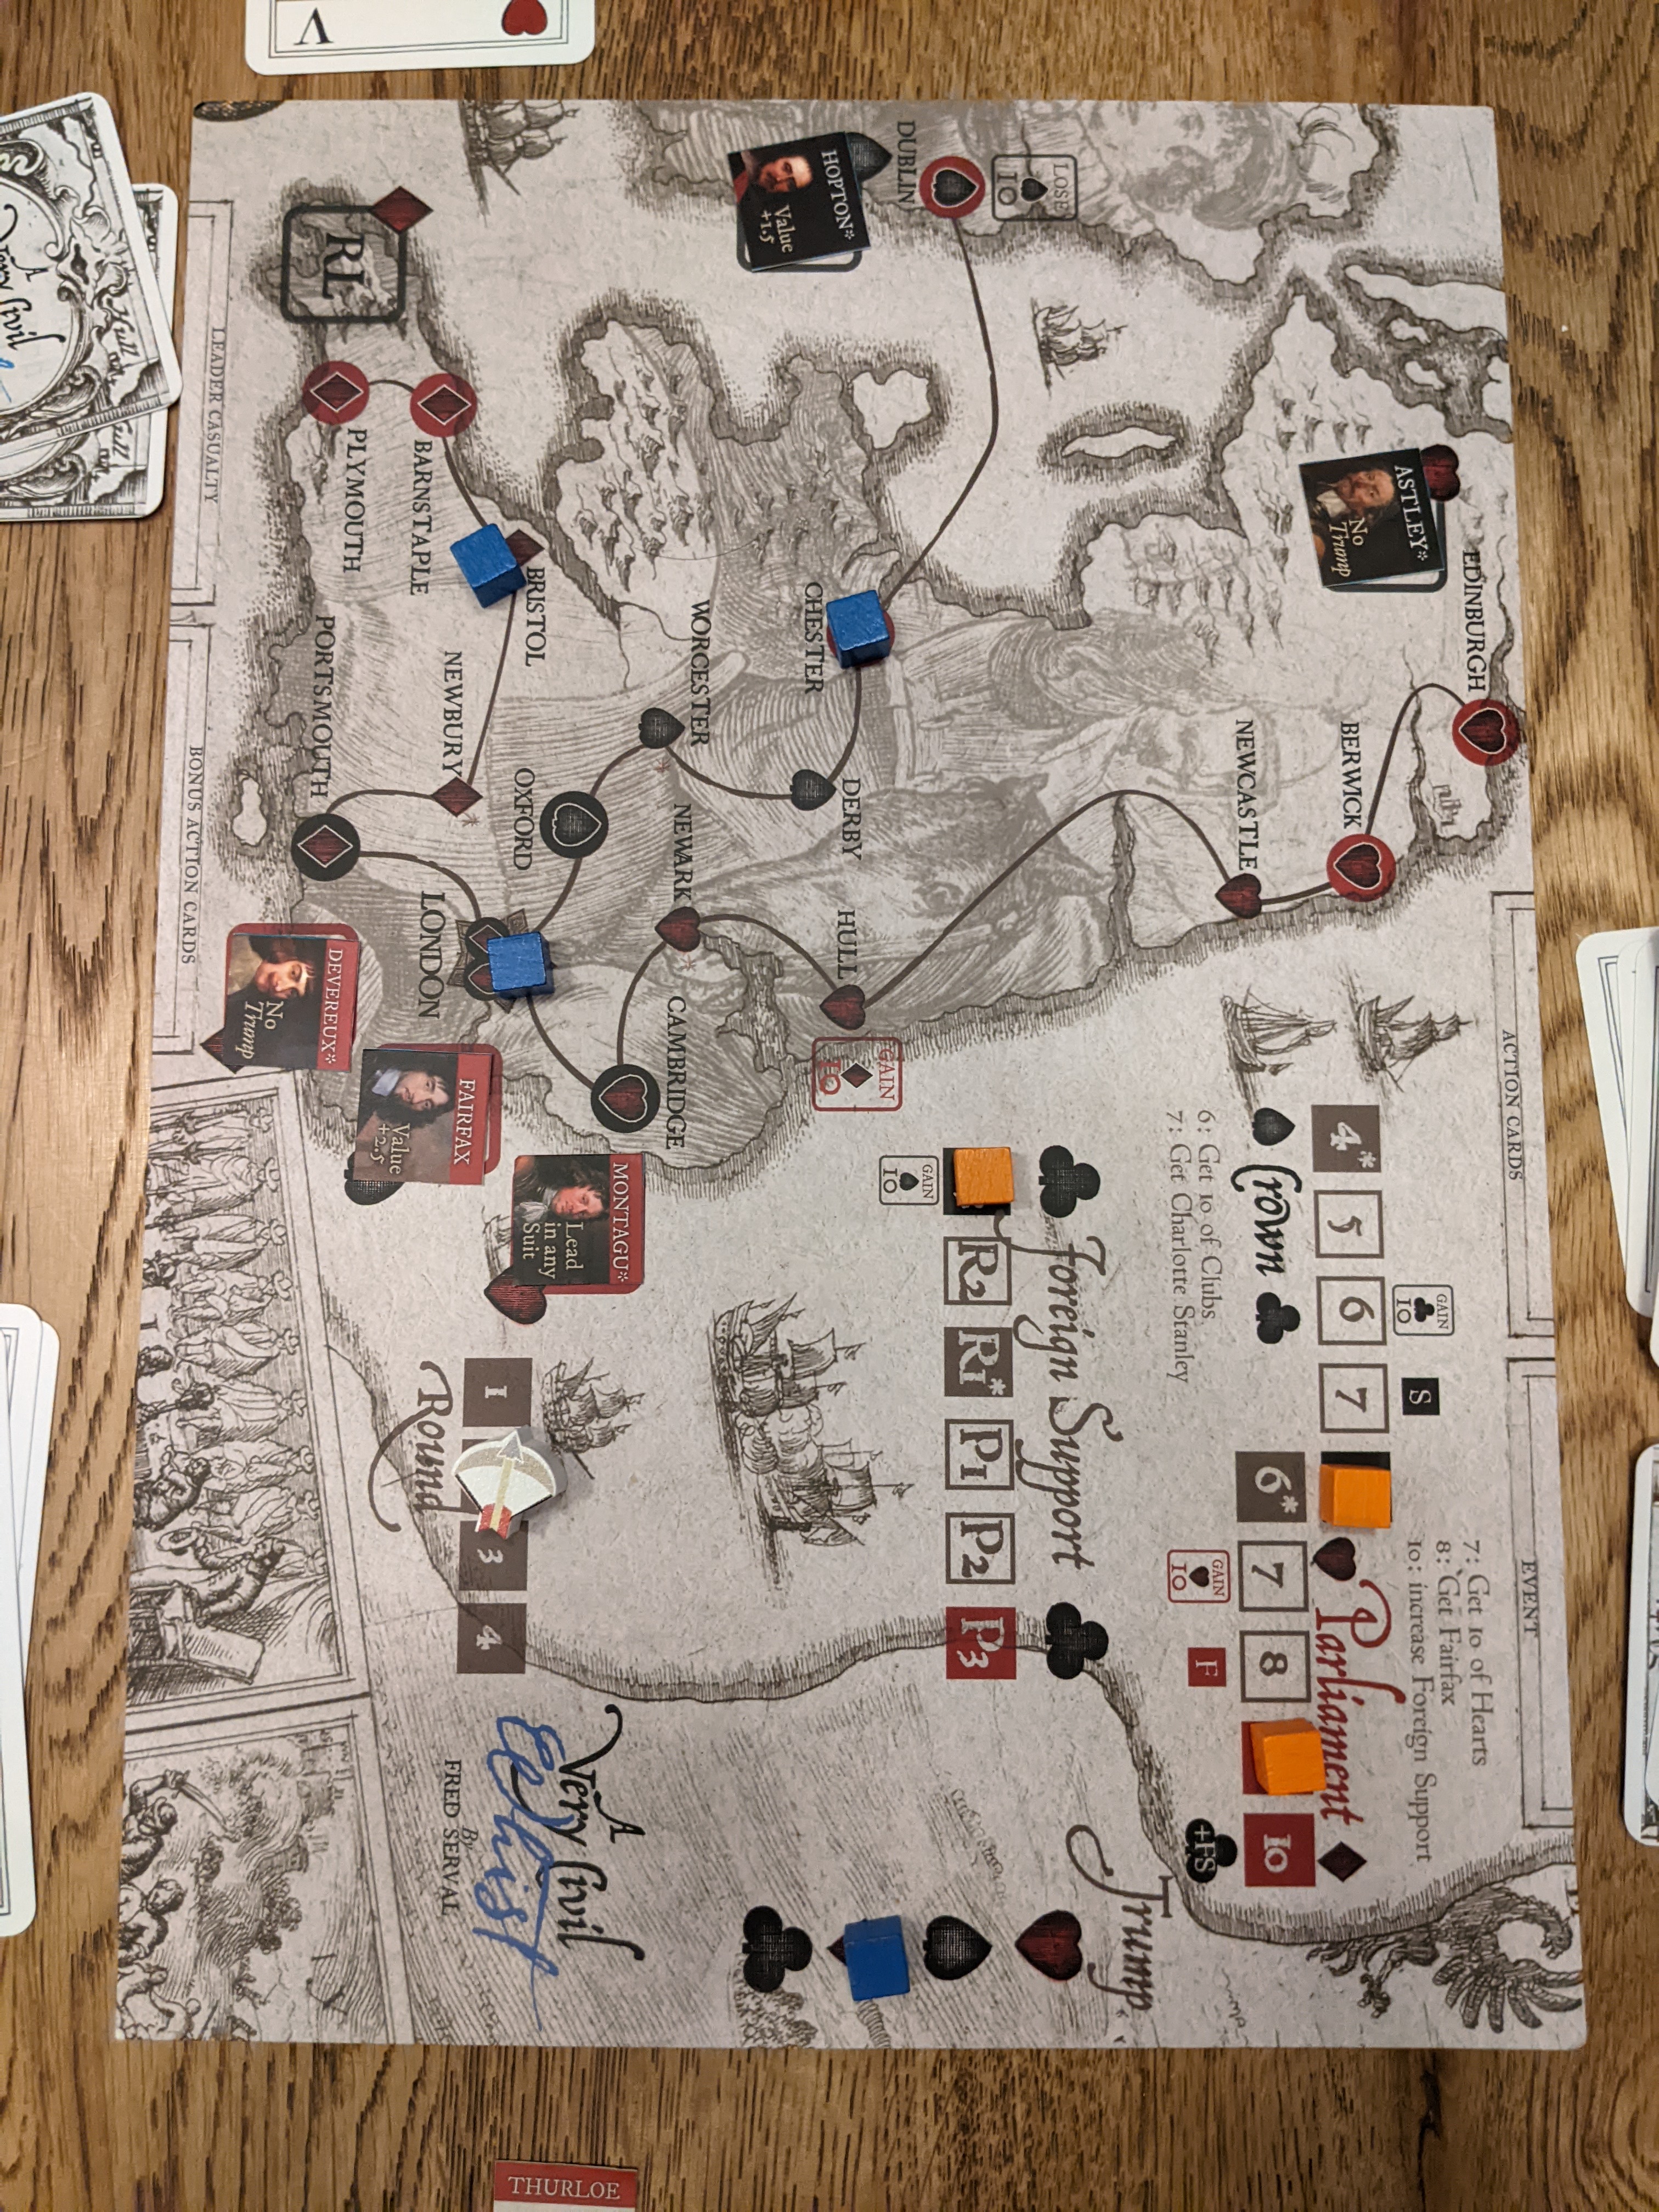 V
A
Very Civil
LEADER CASUALTY
BONUS ACTION CARDS
ACTION CARDS
EVENT
DUBLIN
LOSE
10
HOPTON*
Value
+1.5
ASTLEY*
No
Trump
EDINBURGH
BERWICK
NEWCASTLE
RL
PLYMOUTH
BARNSTAPLE
BRISTOL
NEWBURY
PORTSMOUTH
WORCESTER
CHESTER
DERBY
OXFORD
NEWARK
HULL
LONDON
CAMBRIDGE
GAIN
10
DEVEREUX*
No
Trump
FAIRFAX
Value
+2.5
MONTAGU*
Lead
in any
Suit
4* 5 6 7
GAIN
10
S
Crown
6: Get 10 of Clubs
7: Get Charlotte Stanley
7: Get 10 of Hearts
8: Get Fairfax
10: increase Foreign Support
Parliament
6* 7 8 10
GAIN
10
F
+FS
Foreign Support
R2 R1* P1 P2 P3
GAIN
10
1 3 4
Round
Trump
A
Very Civil
Whist
By
FRED SERVAL
THURLOE